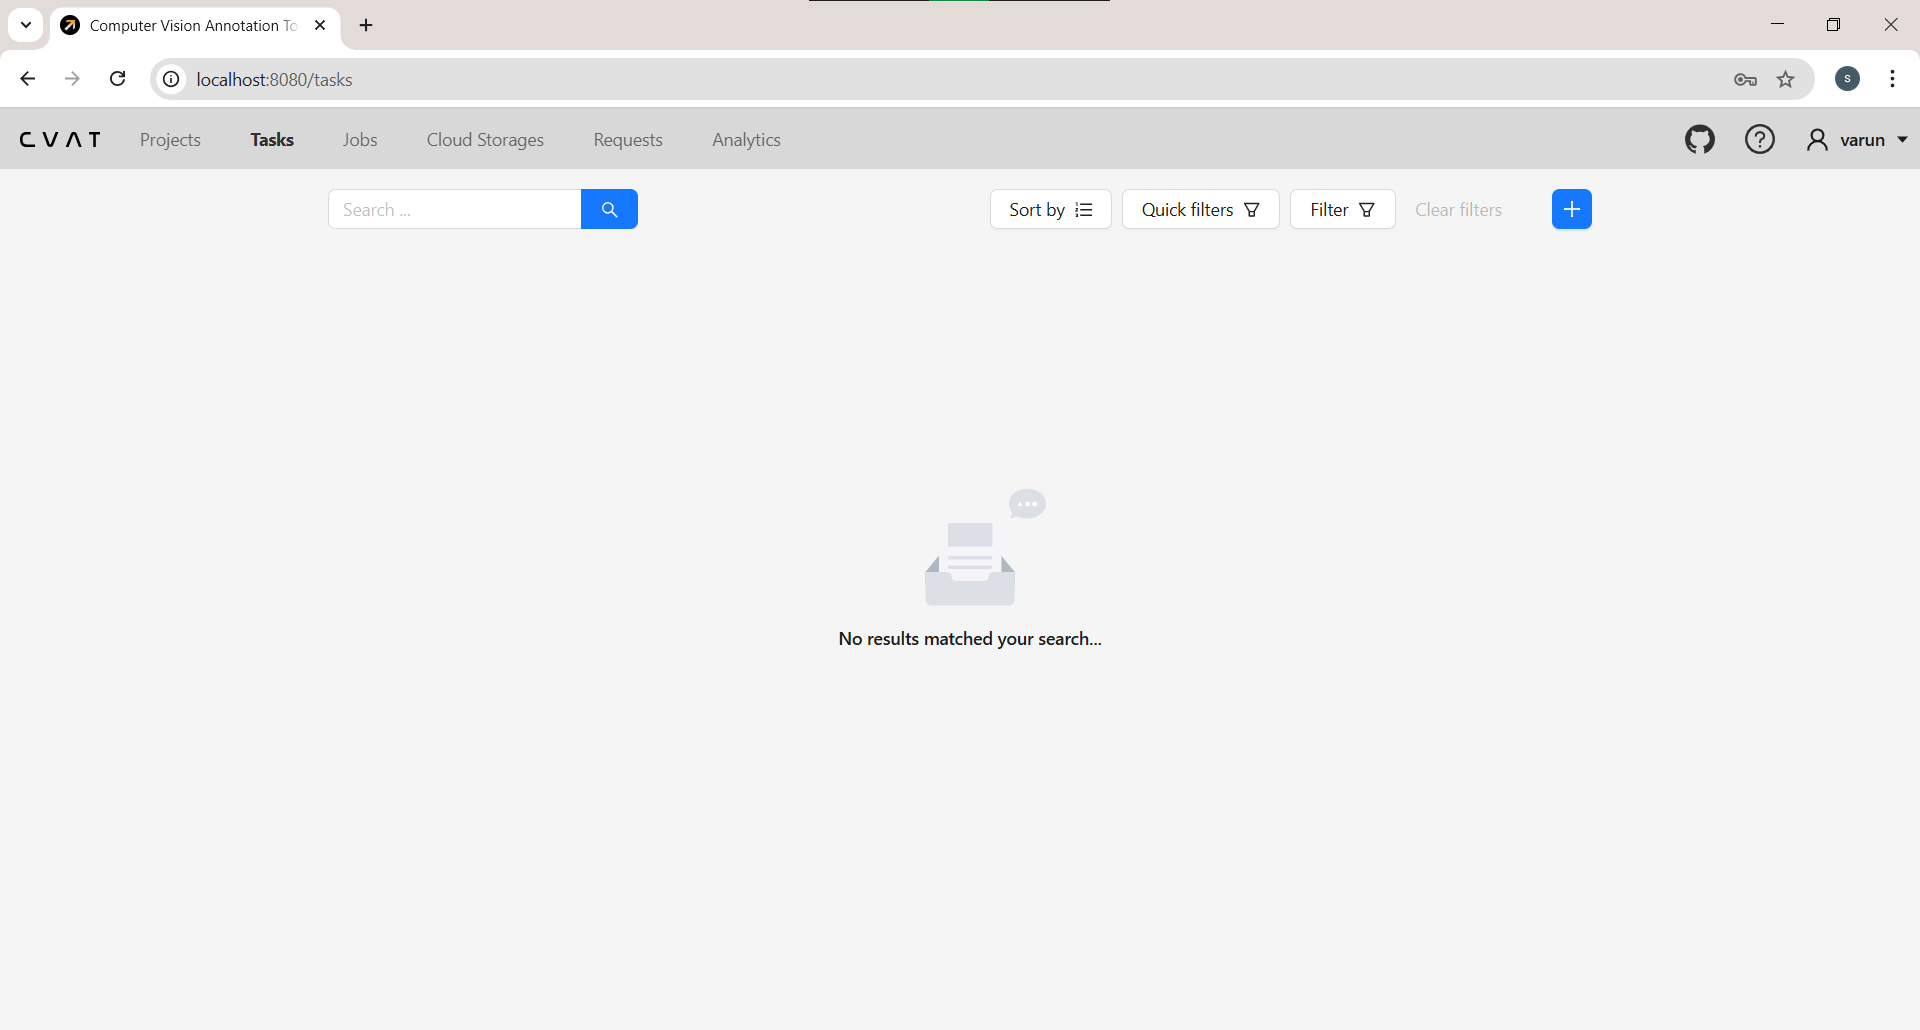 Computer Vision Annotation To
localhost:8080/tasks
S
CVAT Projects Tasks Jobs Cloud Storages Requests Analytics varun
Search ... Sort by Quick filters Filter Clear filters
No results matched your search...